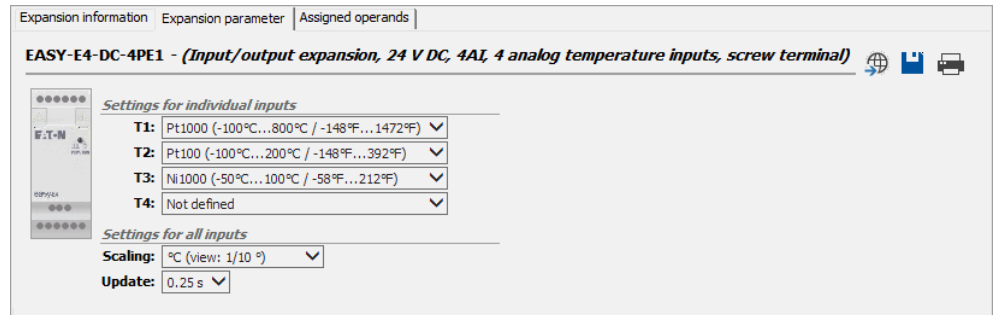 Expansion information Expansion parameter Assigned operands
EASY-E4-DC-4PE1 - (Input/output expansion, 24 V DC, 4AI, 4 analog temperature inputs, screw terminal)
Settings for individual inputs
E:T•N
T1: Pt1000 (-100°C...800°C / -148°F...1472°F)
T2: Pt100 (-100°C...200°C / -148°F...392°F)
T3: Ni1000 (-50°C...100°C / -58°F...212°F)
T4: Not defined
Settings for all inputs
Scaling: °C (view: 1/10 °)
Update: 0.25 s